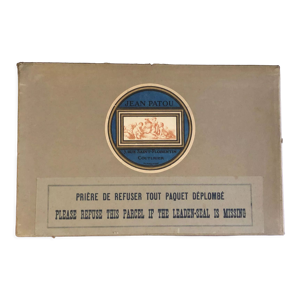 JEAN PATOU
PRIÈRE DE REFUSER TOUT PAQUET DÉPLOMBÉ
PLEASE REFUSE THIS PARCEL IF THE LEADEN-SEAL IS MISSING